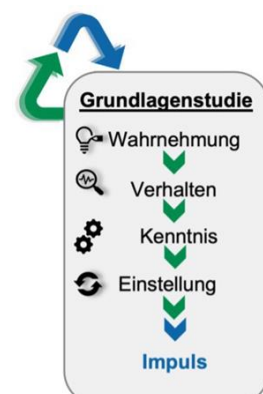 Grundlagenstudie
Wahrnehmung
Verhalten
Kenntnis
Einstellung
Impuls